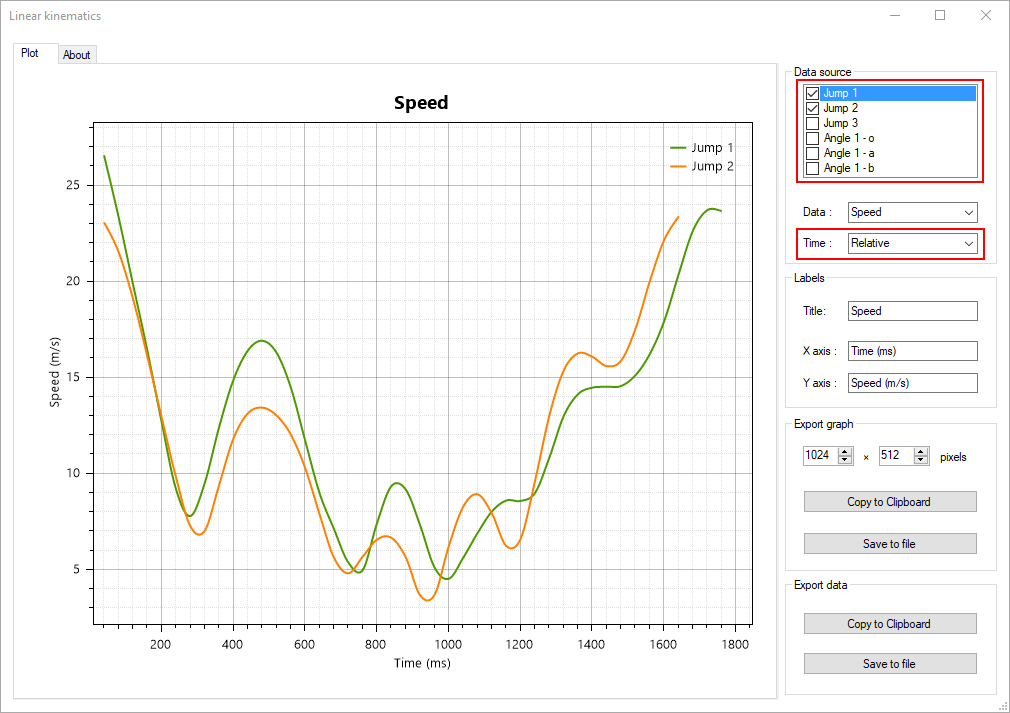 Linear kinematics
Plot
About
Speed
Jump 1
Jump 2
25
20
15
10
5
Speed (m/s)
200 400 600 800 1000 1200 1400 1600 1800
Time (ms)
Data source
Jump 1
Jump 2
Jump 3
Angle 1 - o
Angle 1 - a
Angle 1 - b
Data : Speed
Time : Relative
Labels
Title: Speed
X axis : Time (ms)
Y axis : Speed (m/s)
Export graph
1024 × 512 pixels
Copy to Clipboard
Save to file
Export data
Copy to Clipboard
Save to file